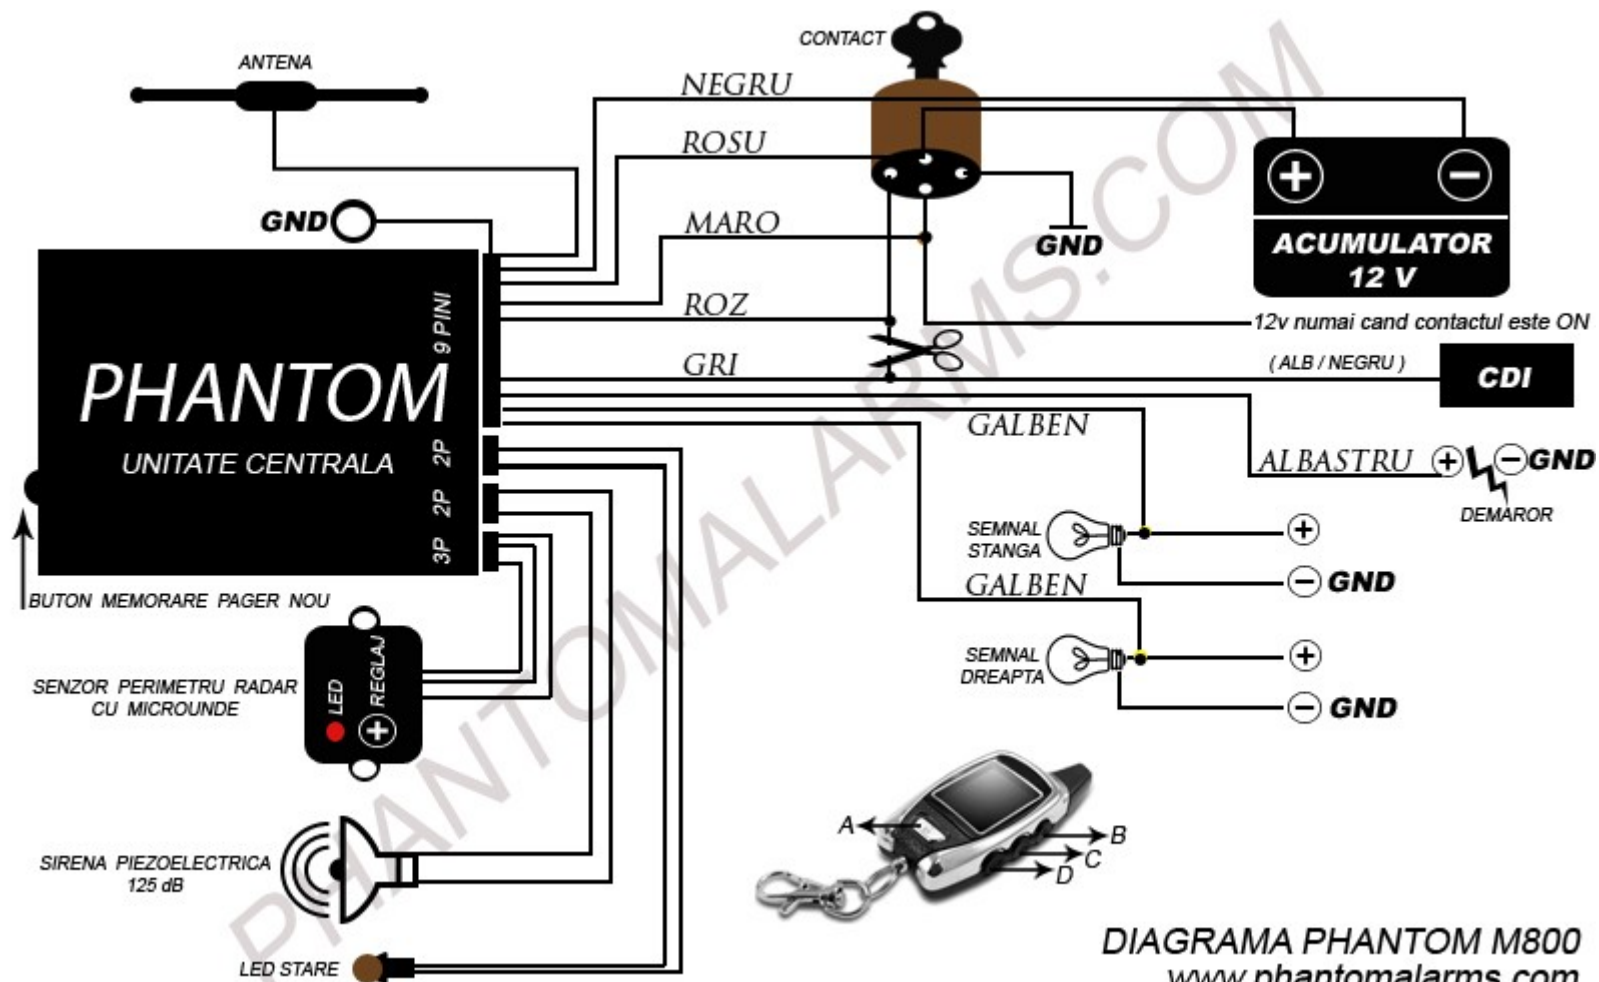 ANTENA
CONTACT
NEGRU
ROSU
GND
MARO
GND
ACUMULATOR
12 V
ROZ
12v numai cand contactul este ON
9 PINI
GRI
( ALB / NEGRU )
CDI
PHANTOM
UNITATE CENTRALA
GALBEN
ALBASTRU
GND
DEMAROR
2P
2P
3P
SEMNAL
STANGA
GND
GALBEN
BUTON MEMORARE PAGER NOU
SEMNAL
DREAPTA
GND
SENZOR PERIMETRU RADAR
CU MICROUNDE
LED
REGLAJ
A
B
C
D
SIRENA PIEZOELECTRICA
125 dB
LED STARE
DIAGRAMA PHANTOM M800
www.phantomalarms.com
PHANTOMALARMS.COM